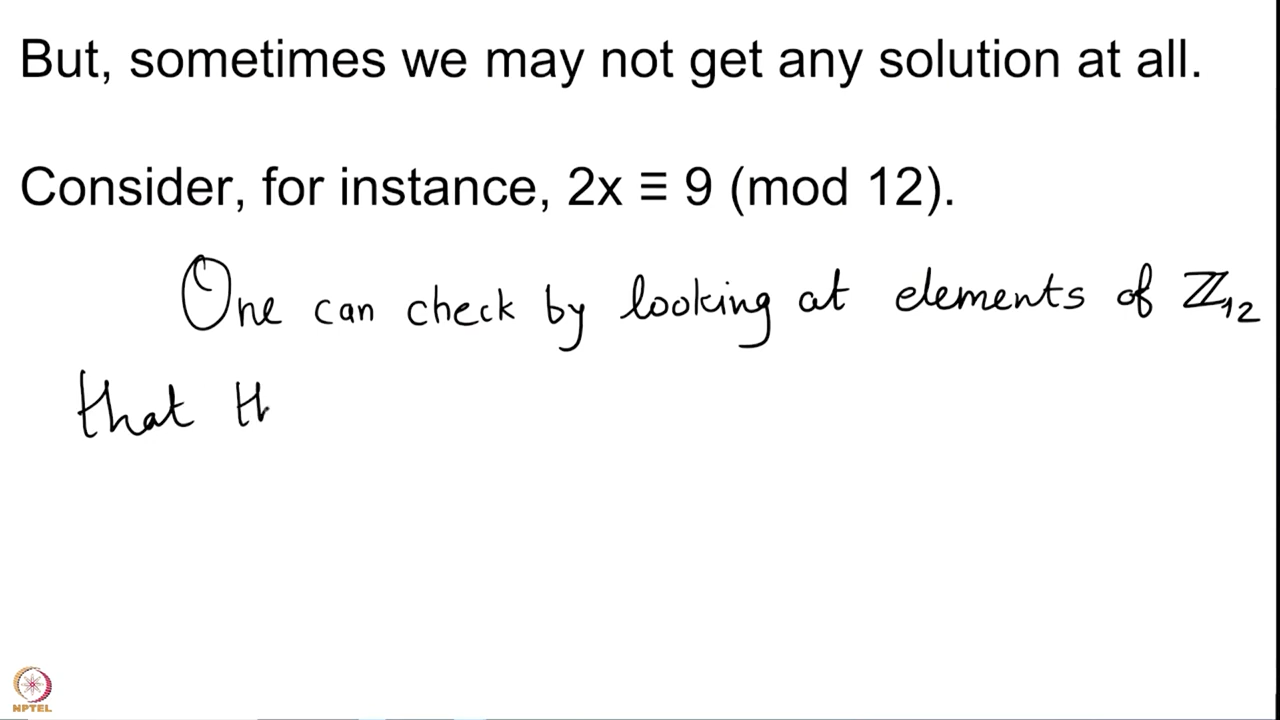 But, sometimes we may not get any solution at all.
Consider, for instance, 2x ≡ 9 (mod 12).
One can check by looking at elements of ℤ₁₂
that th
NPTEL